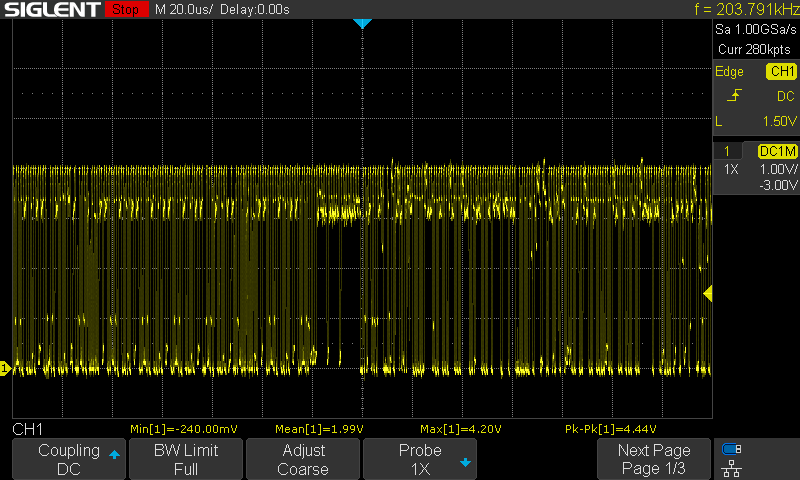 SIGLENT Stop M 20.0us/ Delay:0.00s f = 203.791kHz
Sa 1.00GSa/s
Curr 280kpts
Edge CH1
DC
L 1.50V
1 DC1M
1X 1.00V/
-3.00V
1
CH1 Min[1]=-240.00mV Mean[1]=1.99V Max[1]=4.20V Pk-Pk[1]=4.44V
Coupling BW Limit Adjust Probe Next Page
DC Full Coarse 1X Page 1/3